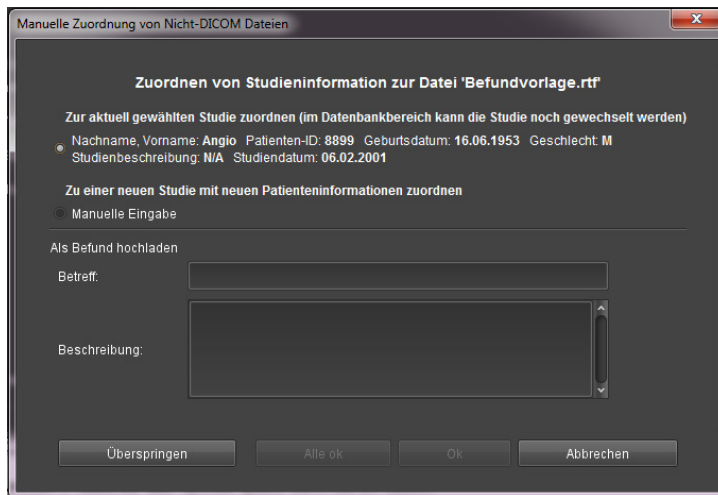 Manuelle Zuordnung von Nicht-DICOM Dateien
x
Zuordnen von Studieninformation zur Datei 'Befundvorlage.rtf'
Zur aktuell gewählten Studie zuordnen (im Datenbankbereich kann die Studie noch gewechselt werden)
Nachname, Vorname: Angio Patienten-ID: 8899 Geburtsdatum: 16.06.1953 Geschlecht: M
Studienbeschreibung: N/A Studiendatum: 06.02.2001
Zu einer neuen Studie mit neuen Patienteninformationen zuordnen
Manuelle Eingabe
Als Befund hochladen
Betreff:
Beschreibung:
Überspringen Alle ok Ok Abbrechen